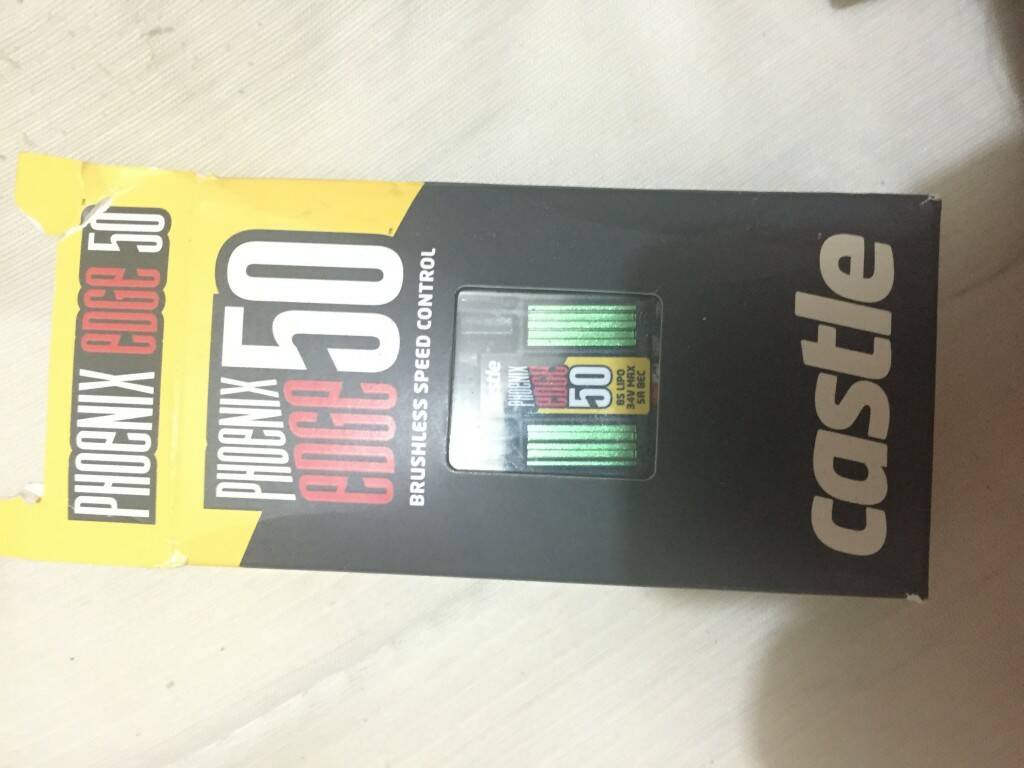 PHOENIX EDGE 50
PHOENIX
EDGE 50
BRUSHLESS SPEED CONTROL
castle
PHOENIX
EDGE
50
8S LIPO
34V MAX
5A BEC
castle